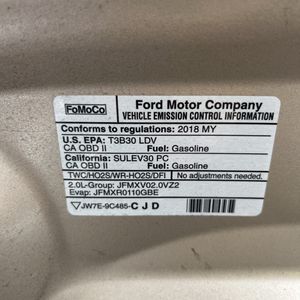 FoMoCo
Ford Motor Company
VEHICLE EMISSION CONTROL INFORMATION
Conforms to regulations: 2018 MY
U.S. EPA: T3B30 LDV
CA OBD II Fuel: Gasoline
California: SULEV30 PC
CA OBD II Fuel: Gasoline
TWC/HO2S/WR-HO2S/DFI No adjustments needed.
2.0L-Group: JFMXV02.0VZ2
Evap: JFMXR0110GBE
JW7E-9C485-C J D